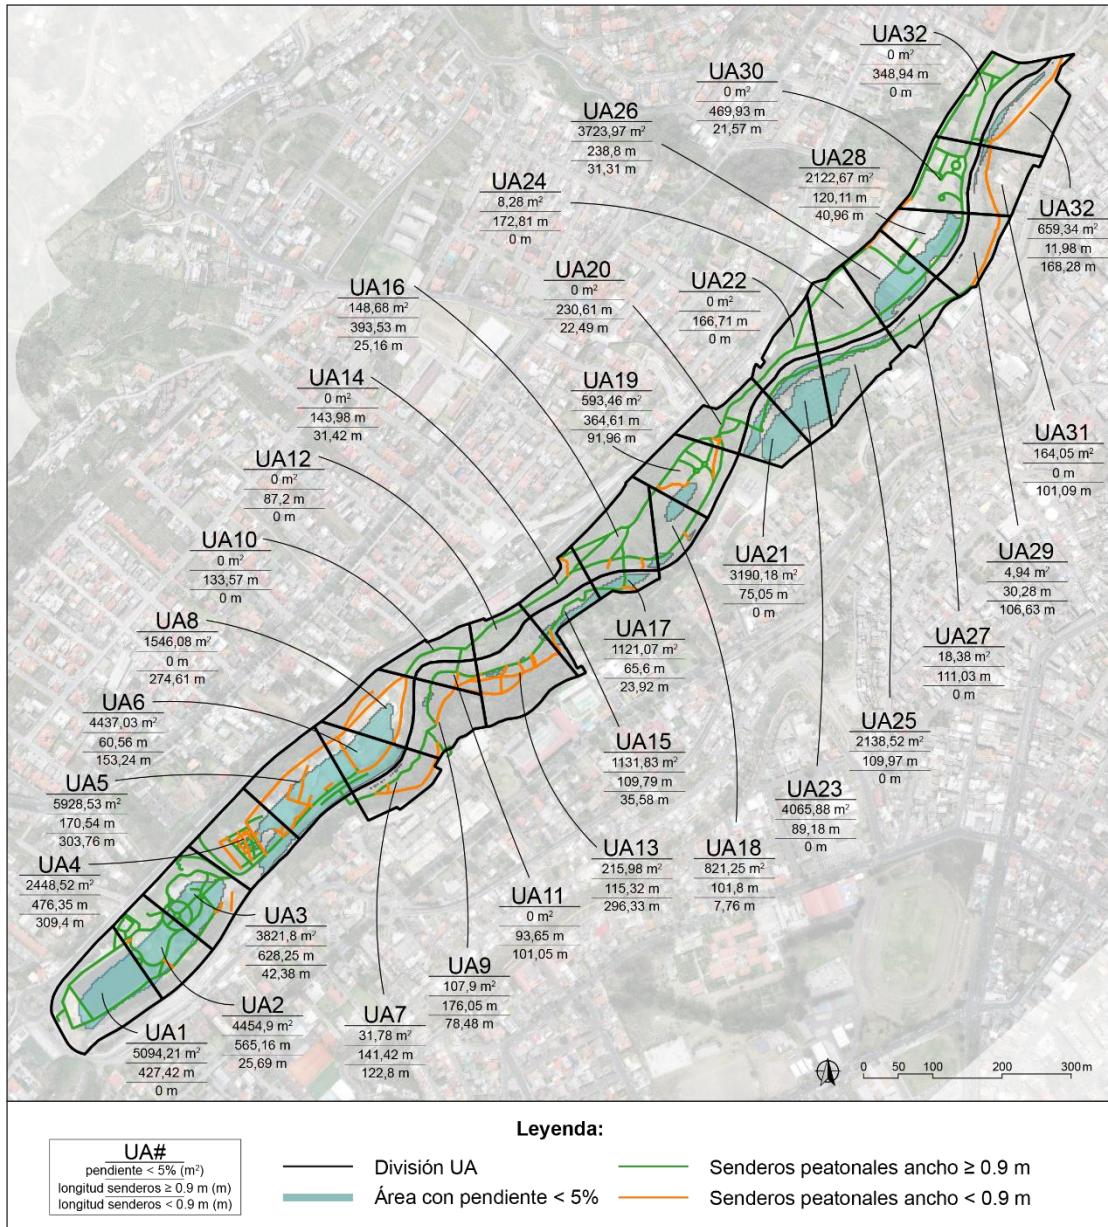 UA32
0 m²
348,94 m
0 m
UA30
0 m²
469,93 m
21,57 m
UA26
3723,97 m²
238,8 m
31,31 m
UA28
2122,67 m²
120,11 m
40,96 m
UA24
8,28 m²
172,81 m
0 m
UA32
659,34 m²
11,98 m
168,28 m
UA20
0 m²
230,61 m
22,49 m
UA22
0 m²
166,71 m
0 m
UA16
148,68 m²
393,53 m
25,16 m
UA19
593,46 m²
364,61 m
91,96 m
UA14
0 m²
143,98 m
31,42 m
UA31
164,05 m²
0 m
101,09 m
UA12
0 m²
87,2 m
0 m
UA10
0 m²
133,57 m
0 m
UA21
3190,18 m²
75,05 m
0 m
UA29
4,94 m²
30,28 m
106,63 m
UA8
1546,08 m²
0 m
274,61 m
UA17
1121,07 m²
65,6 m
23,92 m
UA27
18,38 m²
111,03 m
0 m
UA6
4437,03 m²
60,56 m
153,24 m
UA25
2138,52 m²
109,97 m
0 m
UA15
1131,83 m²
109,79 m
35,58 m
UA5
5928,53 m²
170,54 m
303,76 m
UA23
4065,88 m²
89,18 m
0 m
UA13
215,98 m²
115,32 m
296,33 m
UA18
821,25 m²
101,8 m
7,76 m
UA4
2448,52 m²
476,35 m
309,4 m
UA11
0 m²
93,65 m
101,05 m
UA3
3821,8 m²
628,25 m
42,38 m
UA9
107,9 m²
176,05 m
78,48 m
UA2
4454,9 m²
565,16 m
25,69 m
UA7
31,78 m²
141,42 m
122,8 m
UA1
5094,21 m²
427,42 m
0 m
0 50 100 200 300 m
Leyenda:
UA#
pendiente < 5% (m²)
longitud senderos ≥ 0.9 m (m)
longitud senderos < 0.9 m (m)
División UA
Senderos peatonales ancho ≥ 0.9 m
Área con pendiente < 5%
Senderos peatonales ancho < 0.9 m